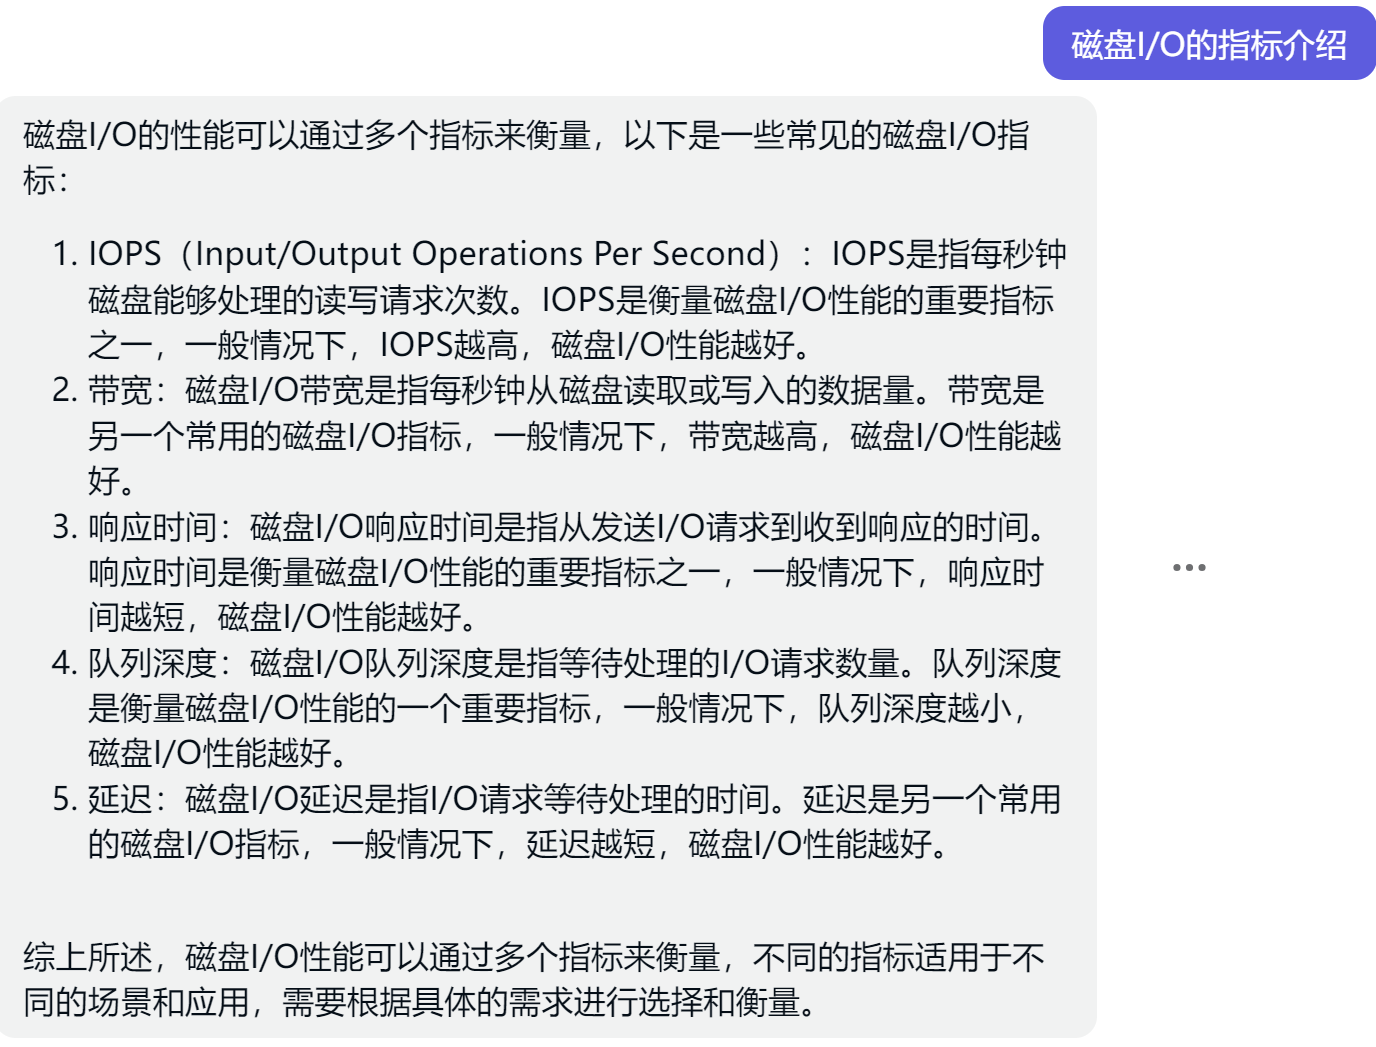 磁盘I/O的指标介绍
磁盘I/O的性能可以通过多个指标来衡量，以下是一些常见的磁盘I/O指
标：
1. IOPS（Input/Output Operations Per Second）：IOPS是指每秒钟
磁盘能够处理的读写请求次数。IOPS是衡量磁盘I/O性能的重要指标
之一，一般情况下，IOPS越高，磁盘I/O性能越好。
2. 带宽：磁盘I/O带宽是指每秒钟从磁盘读取或写入的数据量。带宽是
另一个常用的磁盘I/O指标，一般情况下，带宽越高，磁盘I/O性能越
好。
3. 响应时间：磁盘I/O响应时间是指从发送I/O请求到收到响应的时间。
响应时间是衡量磁盘I/O性能的重要指标之一，一般情况下，响应时
间越短，磁盘I/O性能越好。
4. 队列深度：磁盘I/O队列深度是指等待处理的I/O请求数量。队列深度
是衡量磁盘I/O性能的一个重要指标，一般情况下，队列深度越小，
磁盘I/O性能越好。
5. 延迟：磁盘I/O延迟是指I/O请求等待处理的时间。延迟是另一个常用
的磁盘I/O指标，一般情况下，延迟越短，磁盘I/O性能越好。
综上所述，磁盘I/O性能可以通过多个指标来衡量，不同的指标适用于不
同的场景和应用，需要根据具体的需求进行选择和衡量。